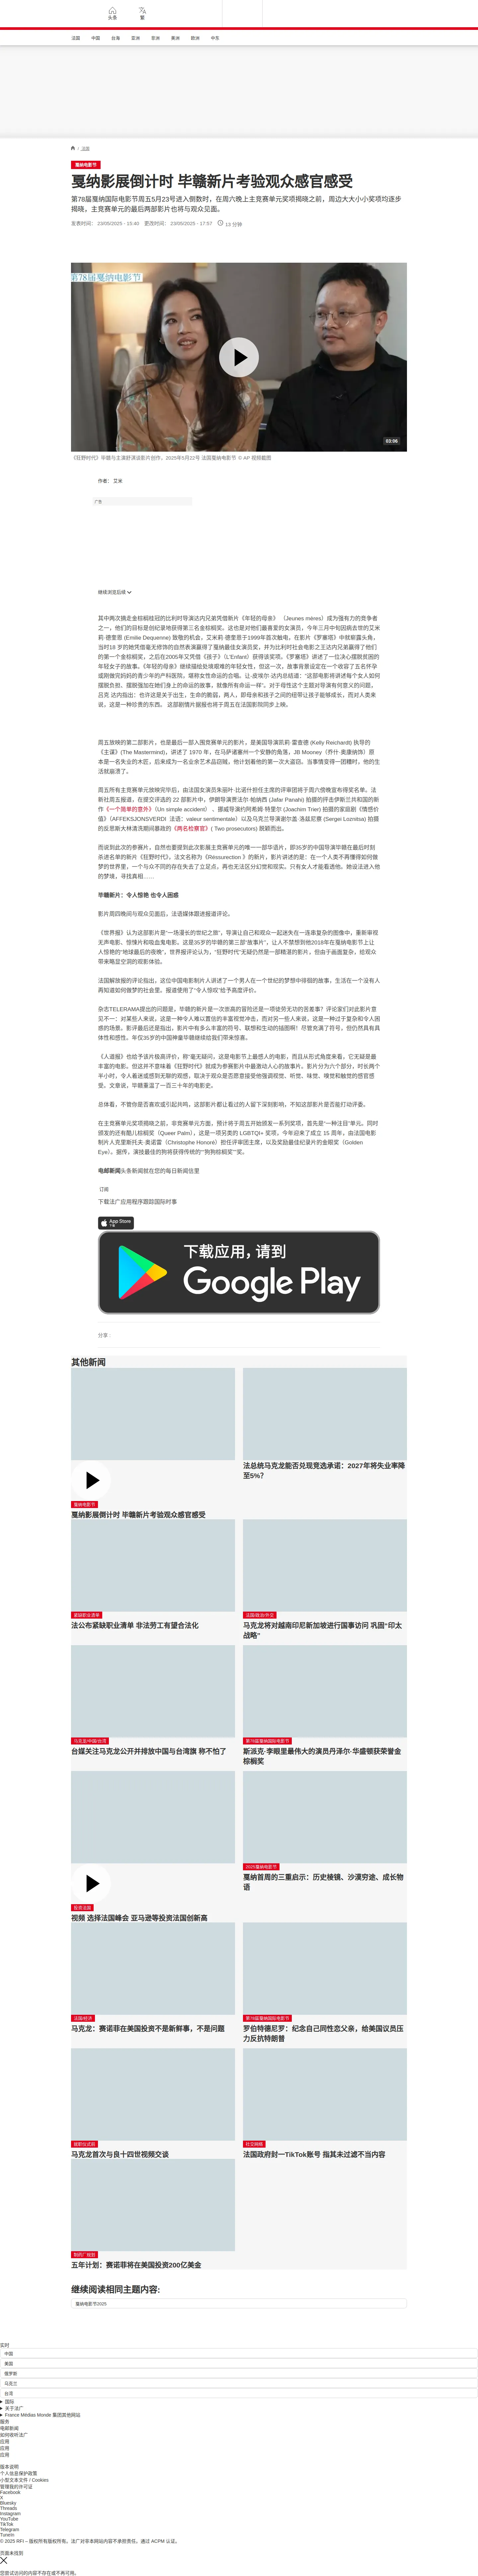 头条
繁
法国
中国
台海
亚洲
非洲
美洲
欧洲
中东
/ 法国
戛纳电影节
戛纳影展倒计时 毕赣新片考验观众感官感受
第78届戛纳国际电影节周五5月23号进入倒数时，在周六晚上主竞赛单元奖项揭晓之前，周边大大小小奖项均逐步
揭晓，主竞赛单元的最后两部影片也将与观众见面。
发表时间： 23/05/2025 - 15:40 更改时间： 23/05/2025 - 17:57 13 分钟
第78届戛纳电影节
02:06
《狂野时代》毕赣与主演舒淇谈影片创作，2025年5月22号 法国戛纳电影节 © AP 视频截图
作者： 艾米
广告
继续浏览后续
其中两次摘走金棕榈桂冠的比利时导演达内兄弟凭借新片《年轻的母亲》 （Jeunes mères）成为强有力的竞争者
之一，他们的目标是创纪录地获得第三名金棕榈奖。这也是对他们最喜爱的女演员，今年三月中旬因病去世的艾米
莉·德奎恩 (Emilie Dequenne) 致敬的机会，艾米莉·德奎恩于1999年首次触电，在影片《罗塞塔》中就崭露头角，
当时18 岁的她凭借毫无修饰的自然表演赢得了戛纳最佳女演员奖，并为比利时社会电影之王达内兄弟赢得了他们
的第一个金棕榈奖，之后在2005年又凭借《孩子》（L'Enfant）获得该奖项。《罗塞塔》讲述了一位决心摆脱贫困的
年轻女子的故事。《年轻的母亲》继续描绘处境艰难的年轻女性，但这一次，故事背景设定在一个收容了五名怀孕
或刚做完妈妈的青少年的产科医院，堪称女性命运的合唱。让-皮埃尔·达内总结道：“这部电影将讲述每个女人如何
摆脱负担、摆脱强加在她们身上的命运的故事，就像所有命运一样”。对于母性这个主题对导演有何意义的问题，
吕克·达内指出：也许这是关于出生，生命的脆弱，两人，即母亲和孩子之间的纽带让孩子能够成长，而对人类来
说，这是一种珍贵的东西。 这部剧情片据报也将于周五在法国影院同步上映。
周五放映的第二部影片，也是最后一部入围竞赛单元的影片，是美国导演凯莉·雷查德 (Kelly Reichardt) 执导的
《主谋》(The Mastermind)，讲述了 1970 年，在马萨诸塞州一个安静的角落，JB Mooney（乔什·奥康纳饰）原
本是一名失业的木匠，后来成为一名业余艺术品窃贼，他计划着他的第一次大盗窃。当事情变得一团糟时，他的生
活就崩溃了。
周五所有主竞赛单元放映完毕后，由法国女演员朱丽叶·比诺什担任主席的评审团将于周六傍晚宣布得奖名单。法
新社周五报道，在提交评选的 22 部影片中，伊朗导演贾法尔·帕纳西 (Jafar Panahi) 拍摄的抨击伊斯兰共和国的新
作《一个简单的意外》（Un simple accident） ，挪威导演约阿希姆·特里尔 (Joachim Trier) 拍摄的家庭剧《情感价
值》（AFFEKSJONSVERDI 法语：valeur sentimentale）以及乌克兰导演谢尔盖·洛兹尼察 (Sergei Loznitsa) 拍摄
的反思斯大林清洗期间暴政的《两名检察官》( Two prosecutors) 脱颖而出。
而说到此次的参赛片，自然也要提到此次影展主竞赛单元的唯一一部华语片，即35岁的中国导演毕赣在最后时刻
杀进名单的新片《狂野时代》。法文名称为《Résurrection 》的新片，影片讲述的是：在一个人类不再懂得如何做
梦的世界里，一个与众不同的存在失去了立足点，再也无法区分幻想和现实。只有女人才能看透他。她设法进入他
的梦境，寻找真相……
毕赣新片：令人惊艳 也令人困惑
影片周四晚间与观众见面后，法语媒体跟进报道评论。
《世界报》认为这部影片是“一场漫长的世纪之旅”，导演让自己和观众一起迷失在一连串复杂的图像中，重新审视
无声电影、惊悚片和吸血鬼电影。这是35岁的毕赣的第三部“故事片”，让人不禁想到他2018年在戛纳电影节上让
人惊艳的“地球最后的夜晚”，世界报评论认为，“狂野时代”无疑仍然是一部精湛的影片，但由于画面复杂，给观众
带来略显空洞的观影体验。
法国解放报的评论指出，这位中国电影制片人讲述了一个男人在一个世纪的梦想中徘徊的故事，生活在一个没有人
再知道如何做梦的社会里。报道使用了“令人惊叹”给予高度评价。
杂志TELERAMA提出的问题是，毕赣的新片是一次崇高的冒险还是一项徒劳无功的苦差事？评论家们对此影片意
见不一：对某些人来说，这是一种令人难以置信的丰富视觉冲击，而对另一些人来说，这是一种过于复杂和令人困
惑的场景。影评最后还是指出，影片中有多么丰富的符号、联想和生动的插图啊！尽管充满了符号，但仍然具有具
体性和体感性。年仅35岁的中国神童毕赣继续给我们带来惊喜。
《人道报》也给予该片极高评价，称“毫无疑问，这是电影节上最感人的电影，而且从形式角度来看，它无疑是最
丰富的电影。但这并不意味着《狂野时代》就成为参赛影片中最激动人心的故事片。影片分为六个部分，时长两个
半小时，令人着迷或感到无聊的观感，取决于观众是否愿意接受他强调视觉、听觉、味觉、嗅觉和触觉的感官感
受。文章说，毕赣重温了一百三十年的电影史。
总体看，不管你是否喜欢或引起共鸣，这部影片都让看过的人留下深刻影响，不知这部影片是否能打动评委。
在主竞赛单元奖项揭晓之前，非竞赛单元方面，预计将于周五开始颁发一系列奖项，首先是“一种注目”单元。同时
颁发的还有酷儿棕榈奖（Queer Palm），这是一项另类的 LGBTQI+ 奖项，今年迎来了成立 15 周年，由法国电影
制片人克里斯托夫·奥诺雷（Christophe Honoré）担任评审团主席，以及奖励最佳纪录片的金眼奖（Golden
Eye）。据传，演技最佳的狗将获得传统的“”狗狗棕榈奖“”奖。
电邮新闻头条新闻就在您的每日新闻信里
订阅
下载法广应用程序跟踪国际时事
App Store
下载
下载应用，请到
Google Play
分享 :
其他新闻
戛纳电影节
戛纳影展倒计时 毕赣新片考验观众感官感受
法总统马克龙能否兑现竞选承诺：2027年将失业率降
至5%？
紧缺职业清单
法公布紧缺职业清单 非法劳工有望合法化
法国/政治/外交
马克龙将对越南印尼新加坡进行国事访问 巩固“印太
战略”
马克龙/中国/台湾
台媒关注马克龙公开并排放中国与台湾旗 称不怕了
第78届戛纳国际电影节
斯派克·李眼里最伟大的演员丹泽尔·华盛顿获荣誉金
棕榈奖
投资法国
视频 选择法国峰会 亚马逊等投资法国创新高
2025戛纳电影节
戛纳首周的三重启示：历史棱镜、沙漠穷途、成长物
语
法国/经济
马克龙：赛诺菲在美国投资不是新鲜事，不是问题
第78届戛纳国际电影节
罗伯特德尼罗：纪念自己同性恋父亲，给美国议员压
力反抗特朗普
就职仪式前
马克龙首次与良十四世视频交谈
社交网络
法国政府封一TikTok账号 指其未过滤不当内容
制药厂规划
五年计划：赛诺菲将在美国投资200亿美金
继续阅读相同主题内容:
戛纳电影节2025
实时
中国
美国
俄罗斯
乌克兰
台湾
国际
关于法广
France Médias Monde 集团其他网站
服务
电邮新闻
如何收听法广
应用
应用
应用
版本说明
个人信息保护政策
小型文本文件 / Cookies
管理我的许可证
Facebook
X
Bluesky
Threads
Instagram
YouTube
TikTok
Telegram
TuneIn
© 2025 RFI – 版权所有版权所有。法广对非本网站内容不承担责任。通过 ACPM 认证。
页面未找到
您尝试访问的内容不存在或不再可用。